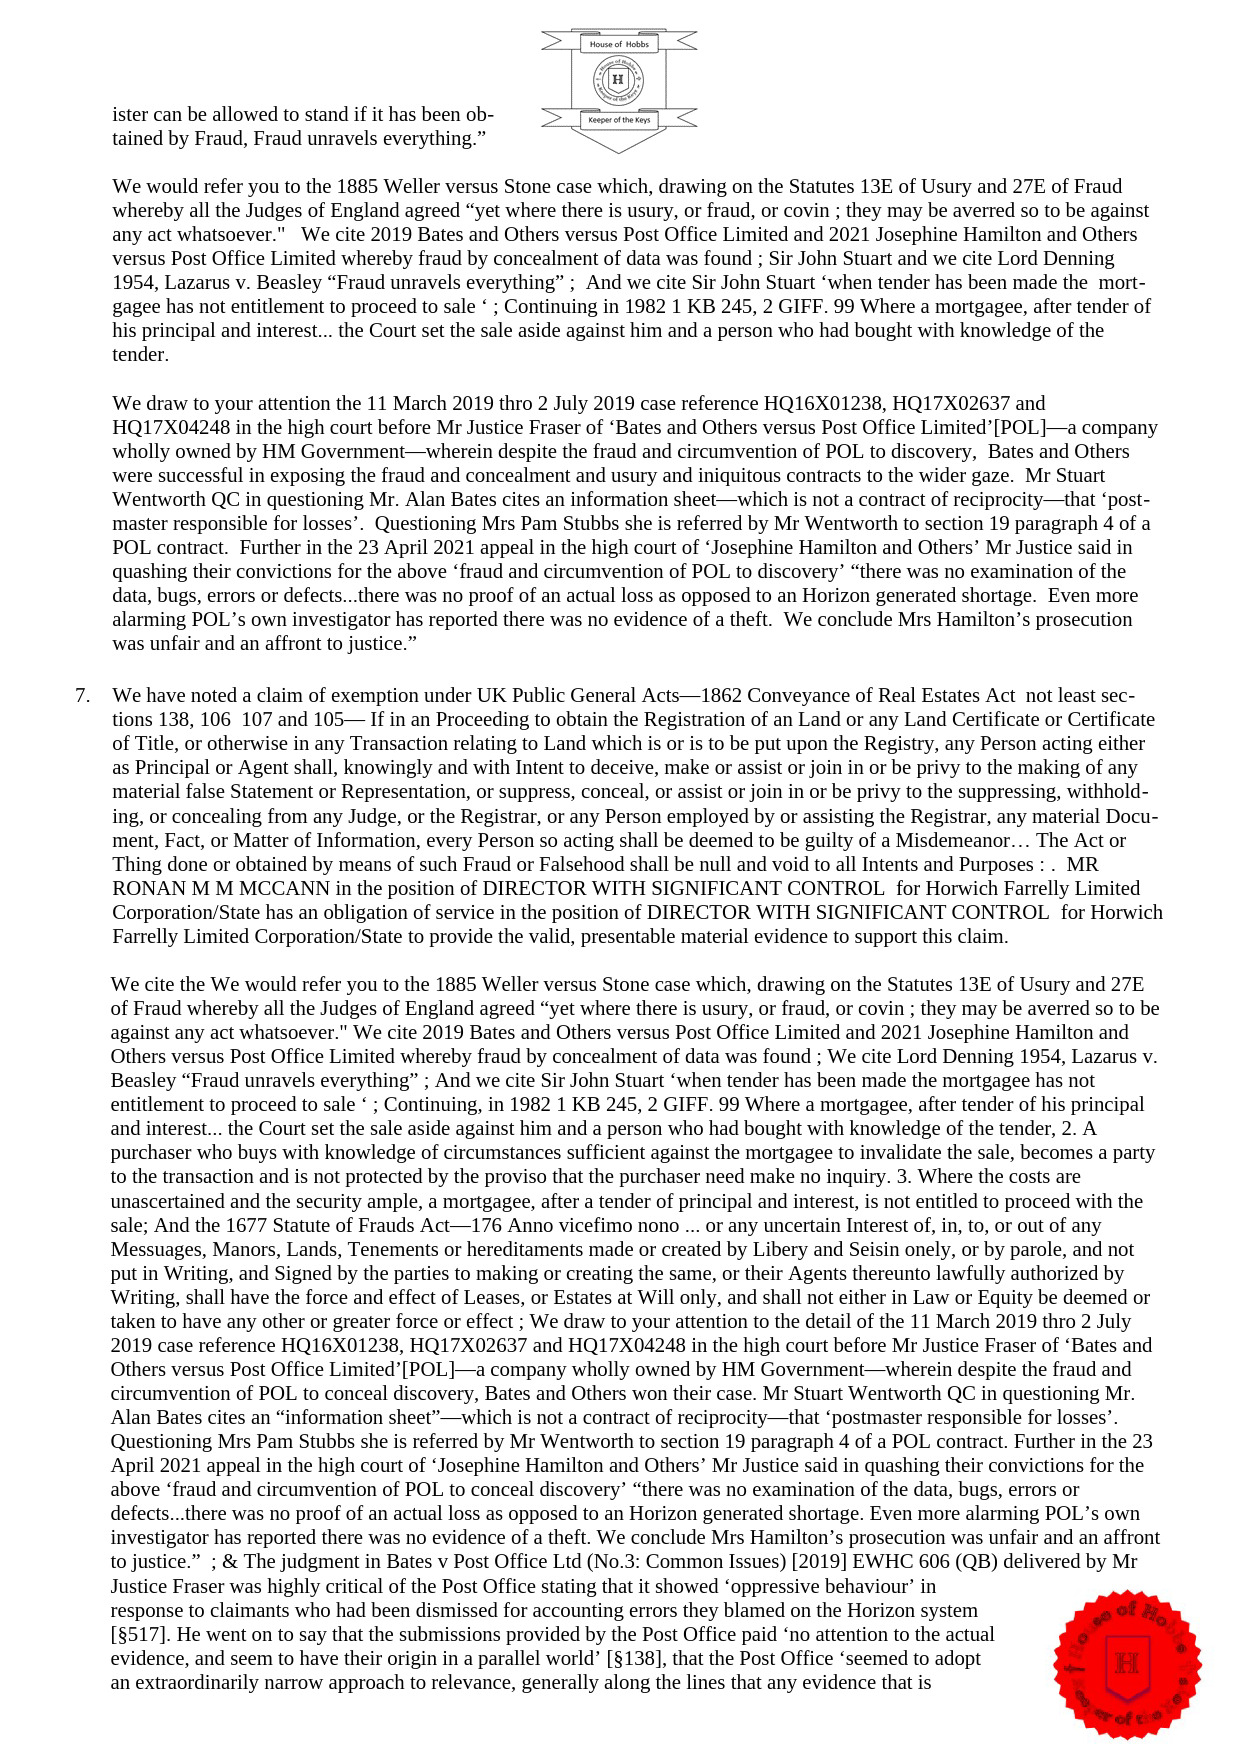 House of Hobbs
House of Hobbs
H
Keeper of the Keys
Keeper of the Keys
ister can be allowed to stand if it has been ob-
tained by Fraud, Fraud unravels everything.”
We would refer you to the 1885 Weller versus Stone case which, drawing on the Statutes 13E of Usury and 27E of Fraud
whereby all the Judges of England agreed “yet where there is usury, or fraud, or covin ; they may be averred so to be against
any act whatsoever." We cite 2019 Bates and Others versus Post Office Limited and 2021 Josephine Hamilton and Others
versus Post Office Limited whereby fraud by concealment of data was found ; Sir John Stuart and we cite Lord Denning
1954, Lazarus v. Beasley “Fraud unravels everything” ; And we cite Sir John Stuart ‘when tender has been made the mort-
gagee has not entitlement to proceed to sale ‘ ; Continuing in 1982 1 KB 245, 2 GIFF. 99 Where a mortgagee, after tender of
his principal and interest... the Court set the sale aside against him and a person who had bought with knowledge of the
tender.
We draw to your attention the 11 March 2019 thro 2 July 2019 case reference HQ16X01238, HQ17X02637 and
HQ17X04248 in the high court before Mr Justice Fraser of ‘Bates and Others versus Post Office Limited’[POL]—a company
wholly owned by HM Government—wherein despite the fraud and circumvention of POL to discovery, Bates and Others
were successful in exposing the fraud and concealment and usury and iniquitous contracts to the wider gaze. Mr Stuart
Wentworth QC in questioning Mr. Alan Bates cites an information sheet—which is not a contract of reciprocity—that ‘post-
master responsible for losses’. Questioning Mrs Pam Stubbs she is referred by Mr Wentworth to section 19 paragraph 4 of a
POL contract. Further in the 23 April 2021 appeal in the high court of ‘Josephine Hamilton and Others’ Mr Justice said in
quashing their convictions for the above ‘fraud and circumvention of POL to discovery’ “there was no examination of the
data, bugs, errors or defects...there was no proof of an actual loss as opposed to an Horizon generated shortage. Even more
alarming POL’s own investigator has reported there was no evidence of a theft. We conclude Mrs Hamilton’s prosecution
was unfair and an affront to justice.”
7. We have noted a claim of exemption under UK Public General Acts—1862 Conveyance of Real Estates Act not least sec-
tions 138, 106 107 and 105— If in an Proceeding to obtain the Registration of an Land or any Land Certificate or Certificate
of Title, or otherwise in any Transaction relating to Land which is or is to be put upon the Registry, any Person acting either
as Principal or Agent shall, knowingly and with Intent to deceive, make or assist or join in or be privy to the making of any
material false Statement or Representation, or suppress, conceal, or assist or join in or be privy to the suppressing, withhold-
ing, or concealing from any Judge, or the Registrar, or any Person employed by or assisting the Registrar, any material Docu-
ment, Fact, or Matter of Information, every Person so acting shall be deemed to be guilty of a Misdemeanor… The Act or
Thing done or obtained by means of such Fraud or Falsehood shall be null and void to all Intents and Purposes : . MR
RONAN M M MCCANN in the position of DIRECTOR WITH SIGNIFICANT CONTROL for Horwich Farrelly Limited
Corporation/State has an obligation of service in the position of DIRECTOR WITH SIGNIFICANT CONTROL for Horwich
Farrelly Limited Corporation/State to provide the valid, presentable material evidence to support this claim.
We cite the We would refer you to the 1885 Weller versus Stone case which, drawing on the Statutes 13E of Usury and 27E
of Fraud whereby all the Judges of England agreed “yet where there is usury, or fraud, or covin ; they may be averred so to be
against any act whatsoever." We cite 2019 Bates and Others versus Post Office Limited and 2021 Josephine Hamilton and
Others versus Post Office Limited whereby fraud by concealment of data was found ; We cite Lord Denning 1954, Lazarus v.
Beasley “Fraud unravels everything” ; And we cite Sir John Stuart ‘when tender has been made the mortgagee has not
entitlement to proceed to sale ‘ ; Continuing, in 1982 1 KB 245, 2 GIFF. 99 Where a mortgagee, after tender of his principal
and interest... the Court set the sale aside against him and a person who had bought with knowledge of the tender, 2. A
purchaser who buys with knowledge of circumstances sufficient against the mortgagee to invalidate the sale, becomes a party
to the transaction and is not protected by the proviso that the purchaser need make no inquiry. 3. Where the costs are
unascertained and the security ample, a mortgagee, after a tender of principal and interest, is not entitled to proceed with the
sale; And the 1677 Statute of Frauds Act—176 Anno vicefimo nono ... or any uncertain Interest of, in, to, or out of any
Messuages, Manors, Lands, Tenements or hereditaments made or created by Libery and Seisin onely, or by parole, and not
put in Writing, and Signed by the parties to making or creating the same, or their Agents thereunto lawfully authorized by
Writing, shall have the force and effect of Leases, or Estates at Will only, and shall not either in Law or Equity be deemed or
taken to have any other or greater force or effect ; We draw to your attention to the detail of the 11 March 2019 thro 2 July
2019 case reference HQ16X01238, HQ17X02637 and HQ17X04248 in the high court before Mr Justice Fraser of ‘Bates and
Others versus Post Office Limited’[POL]—a company wholly owned by HM Government—wherein despite the fraud and
circumvention of POL to conceal discovery, Bates and Others won their case. Mr Stuart Wentworth QC in questioning Mr.
Alan Bates cites an “information sheet”—which is not a contract of reciprocity—that ‘postmaster responsible for losses’.
Questioning Mrs Pam Stubbs she is referred by Mr Wentworth to section 19 paragraph 4 of a POL contract. Further in the 23
April 2021 appeal in the high court of ‘Josephine Hamilton and Others’ Mr Justice said in quashing their convictions for the
above ‘fraud and circumvention of POL to conceal discovery’ “there was no examination of the data, bugs, errors or
defects...there was no proof of an actual loss as opposed to an Horizon generated shortage. Even more alarming POL’s own
investigator has reported there was no evidence of a theft. We conclude Mrs Hamilton’s prosecution was unfair and an affront
to justice.” ; & The judgment in Bates v Post Office Ltd (No.3: Common Issues) [2019] EWHC 606 (QB) delivered by Mr
Justice Fraser was highly critical of the Post Office stating that it showed ‘oppressive behaviour’ in
response to claimants who had been dismissed for accounting errors they blamed on the Horizon system
[§517]. He went on to say that the submissions provided by the Post Office paid ‘no attention to the actual
evidence, and seem to have their origin in a parallel world’ [§138], that the Post Office ‘seemed to adopt
an extraordinarily narrow approach to relevance, generally along the lines that any evidence that is
House of Hobbs
H